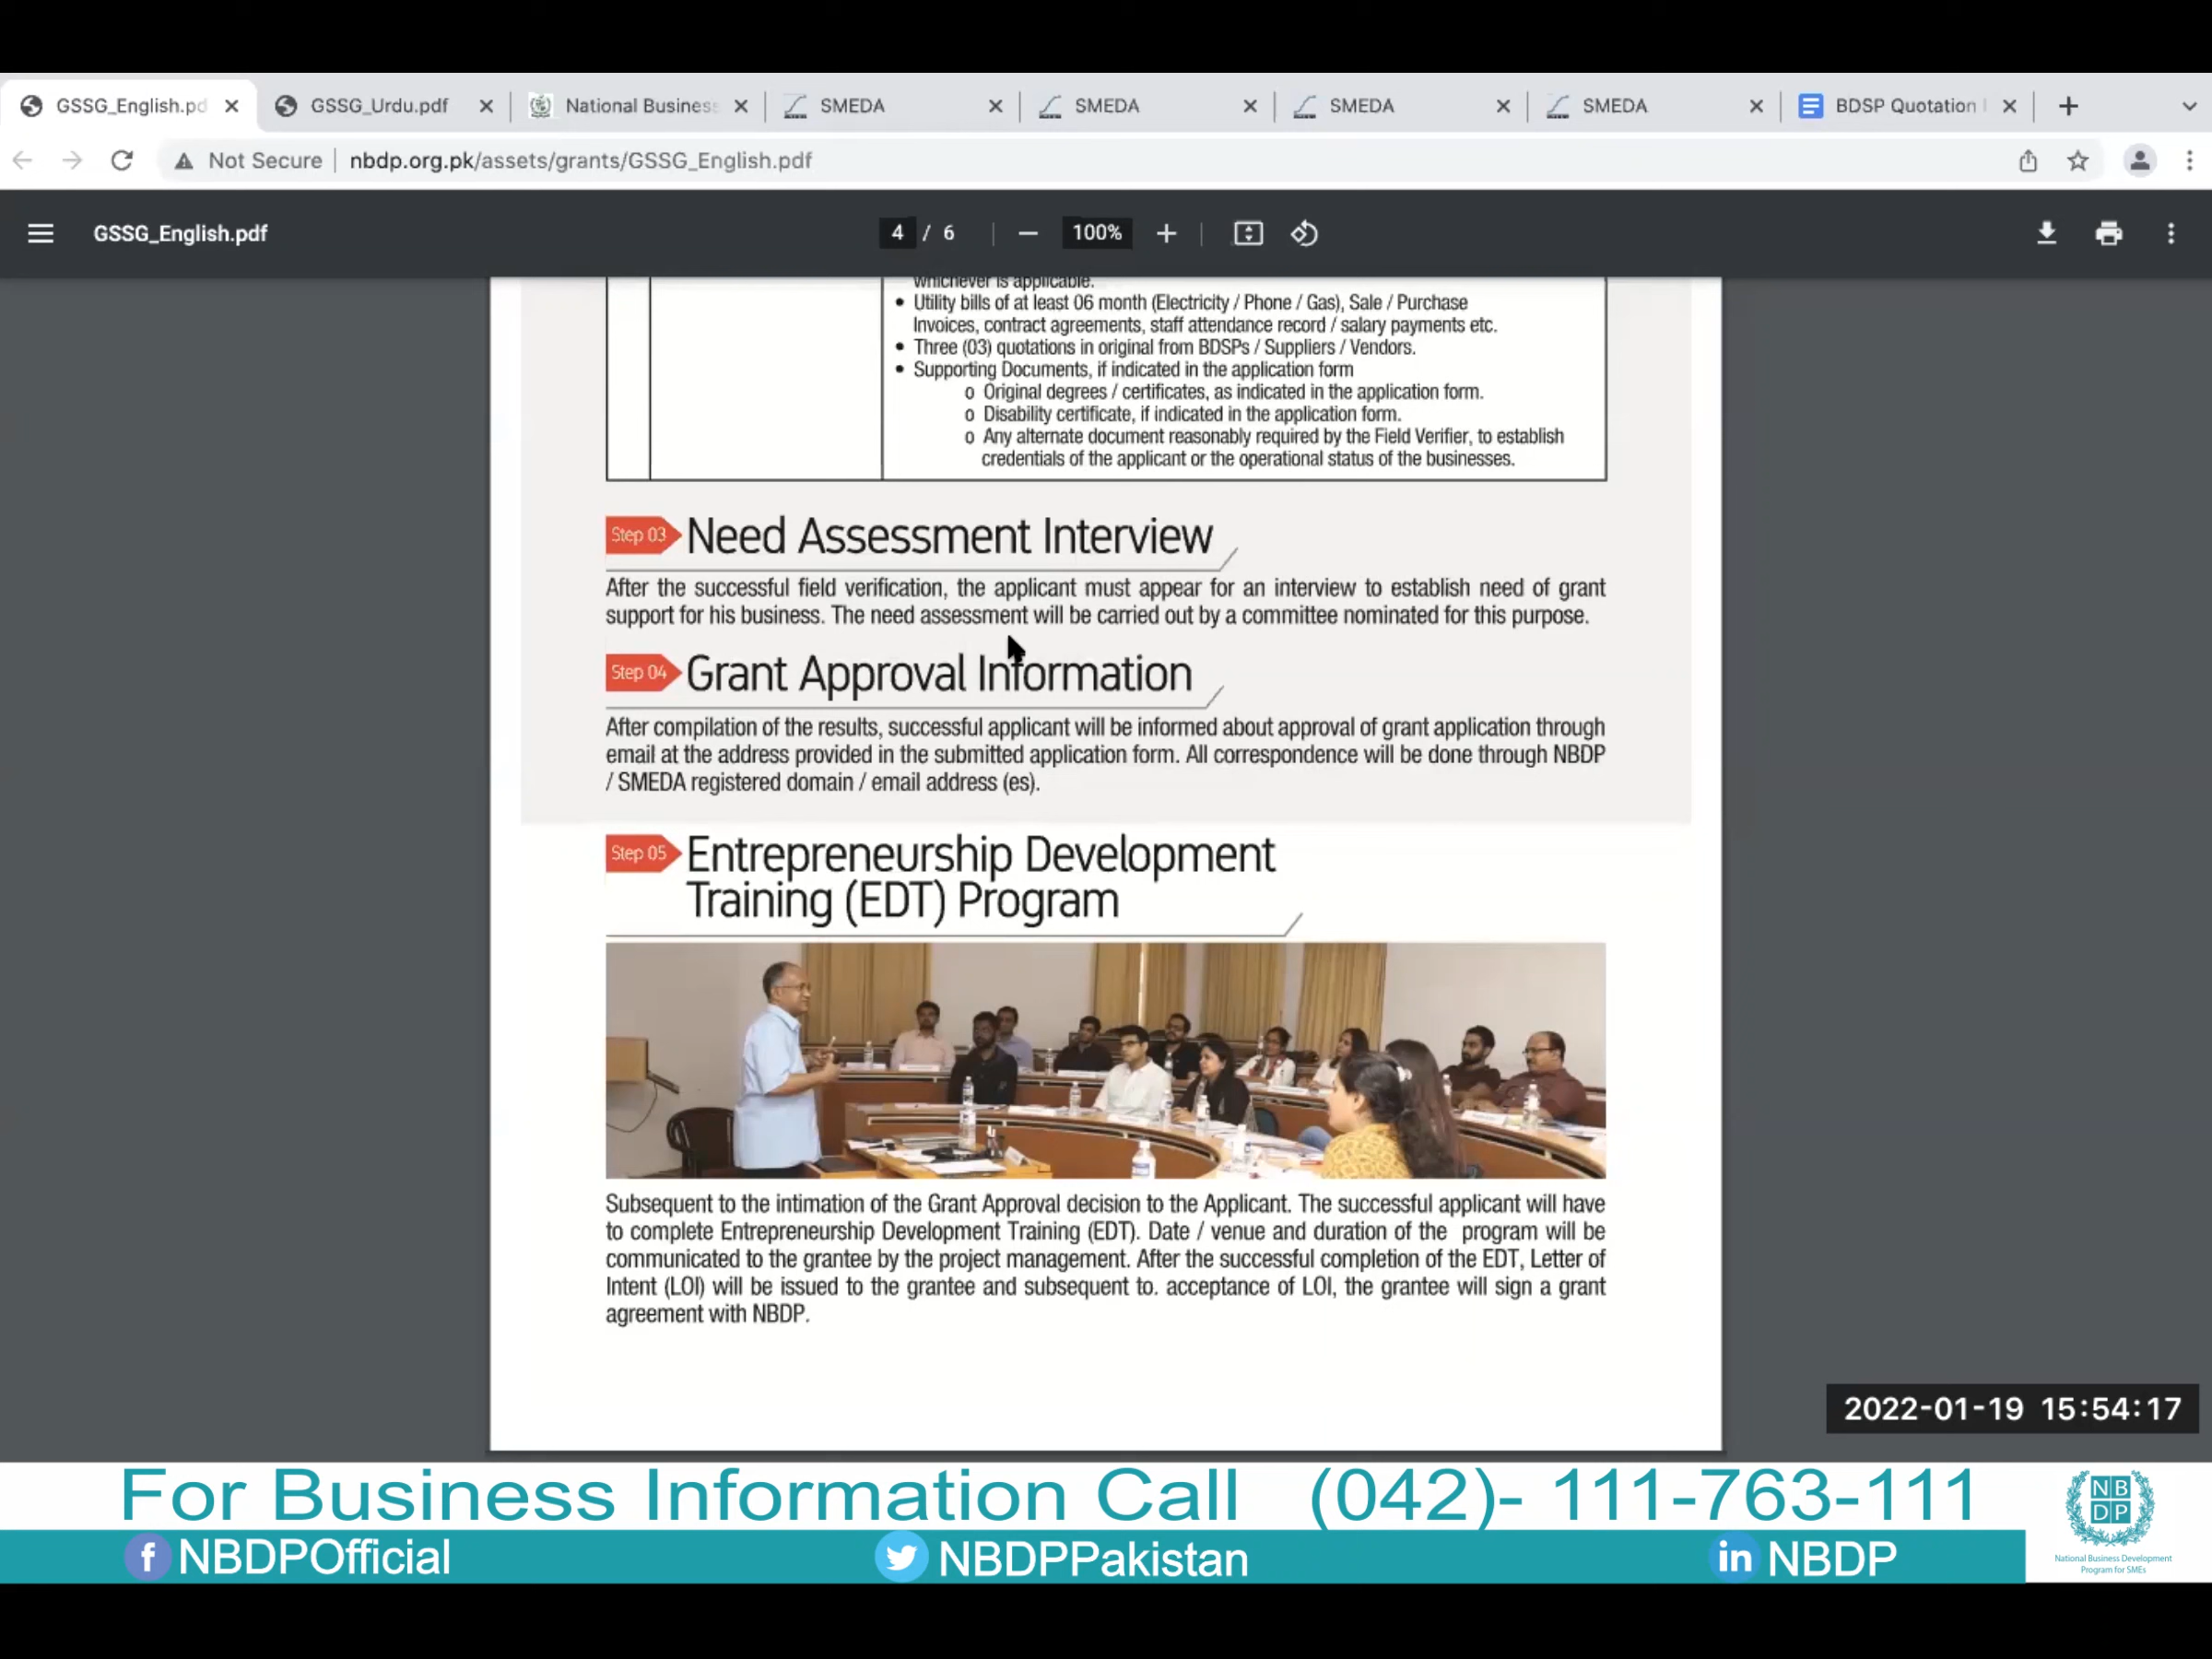 GSSG_English.pd
GSSG_Urdu.pdf
National Business
SMEDA
SMEDA
SMEDA
SMEDA
BDSP Quotation
Not Secure
nbdp.org.pk/assets/grants/GSSG_English.pdf
GSSG_English.pdf
4 / 6
100%
whichever is applicable.
• Utility bills of at least 06 month (Electricity / Phone / Gas), Sale / Purchase
Invoices, contract agreements, staff attendance record / salary payments etc.
• Three (03) quotations in original from BDSPs / Suppliers / Vendors.
• Supporting Documents, if indicated in the application form
o Original degrees / certificates, as indicated in the application form.
o Disability certificate, if indicated in the application form.
o Any alternate document reasonably required by the Field Verifier, to establish
credentials of the applicant or the operational status of the businesses.
Step 03 Need Assessment Interview
After the successful field verification, the applicant must appear for an interview to establish need of grant
support for his business. The need assessment will be carried out by a committee nominated for this purpose.
Step 04 Grant Approval Information
After compilation of the results, successful applicant will be informed about approval of grant application through
email at the address provided in the submitted application form. All correspondence will be done through NBDP
/ SMEDA registered domain / email address (es).
Step 05 Entrepreneurship Development
Training (EDT) Program
Subsequent to the intimation of the Grant Approval decision to the Applicant. The successful applicant will have
to complete Entrepreneurship Development Training (EDT). Date / venue and duration of the program will be
communicated to the grantee by the project management. After the successful completion of the EDT, Letter of
Intent (LOI) will be issued to the grantee and subsequent to. acceptance of LOI, the grantee will sign a grant
agreement with NBDP.
2022-01-19 15:54:17
For Business Information Call (042)- 111-763-111
NBDPOfficial
NBDPPakistan
NBDP
NB
DP
National Business Development
Program for SMEs